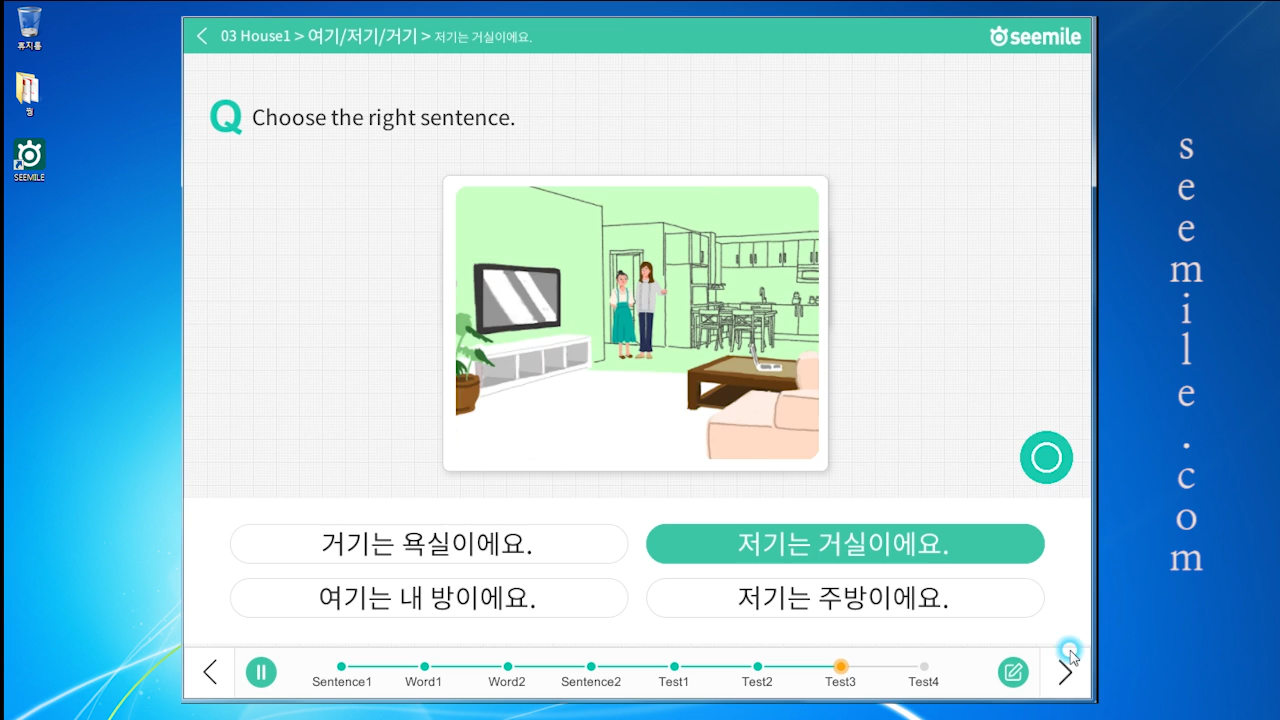 휴지통
03 House1 > 여기/저기/거기 > 저기는 거실이에요.
seemile
SEEMILE
Q Choose the right sentence.
거기는 욕실이에요.
저기는 거실이에요.
여기는 내 방이에요.
저기는 주방이에요.
Sentence1
Word1
Word2
Sentence2
Test1
Test2
Test3
Test4
seemile.com